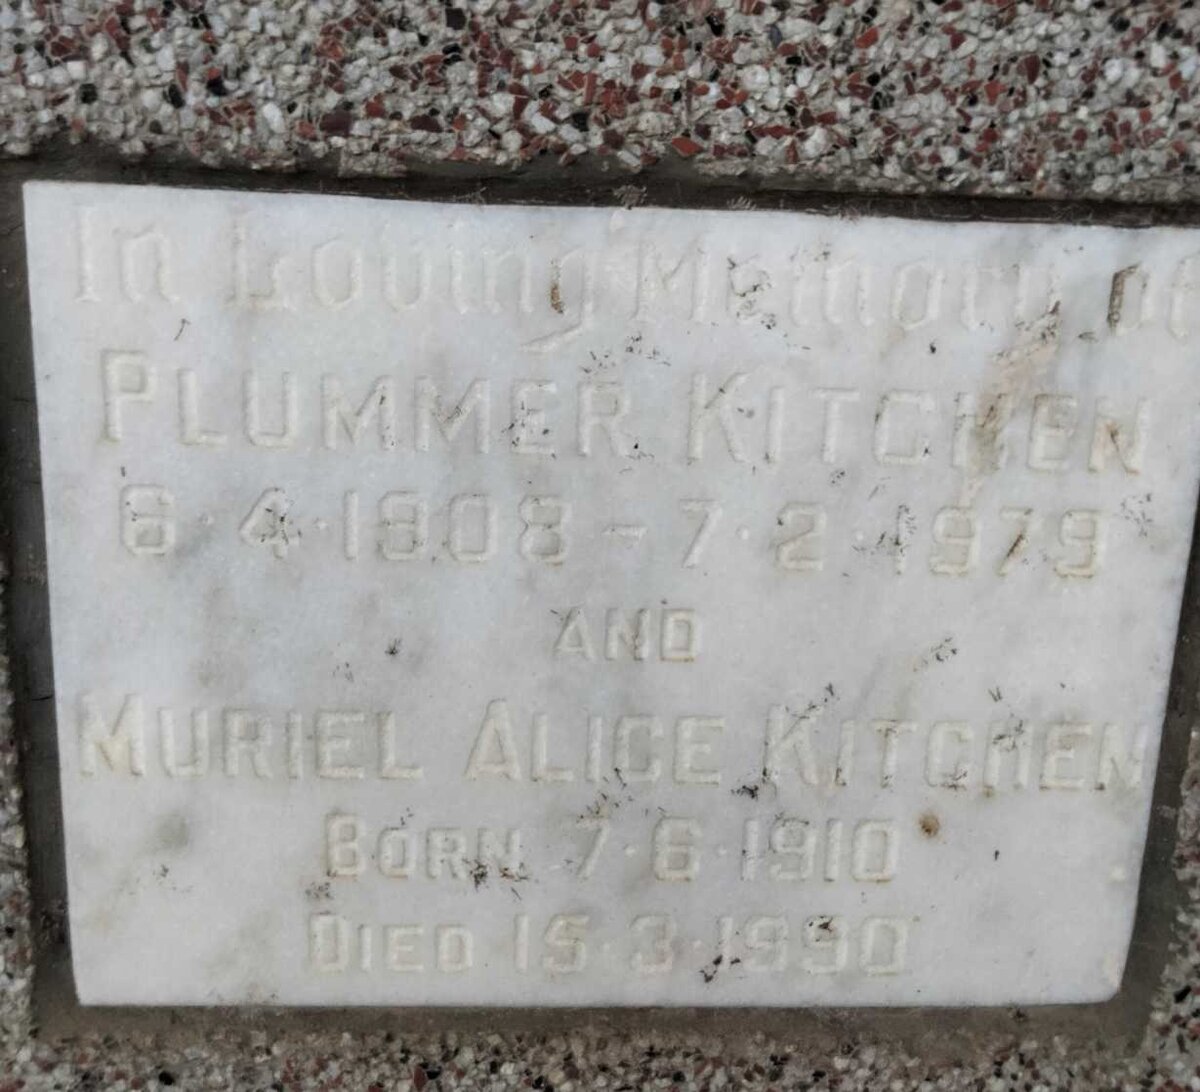 In Loving Memory of
PLUMMER KITCHEN
6·4·1908 - 7·2·1979
AND
MURIEL ALICE KITCHEN
BORN 7·6·1910
DIED 15·3·1990